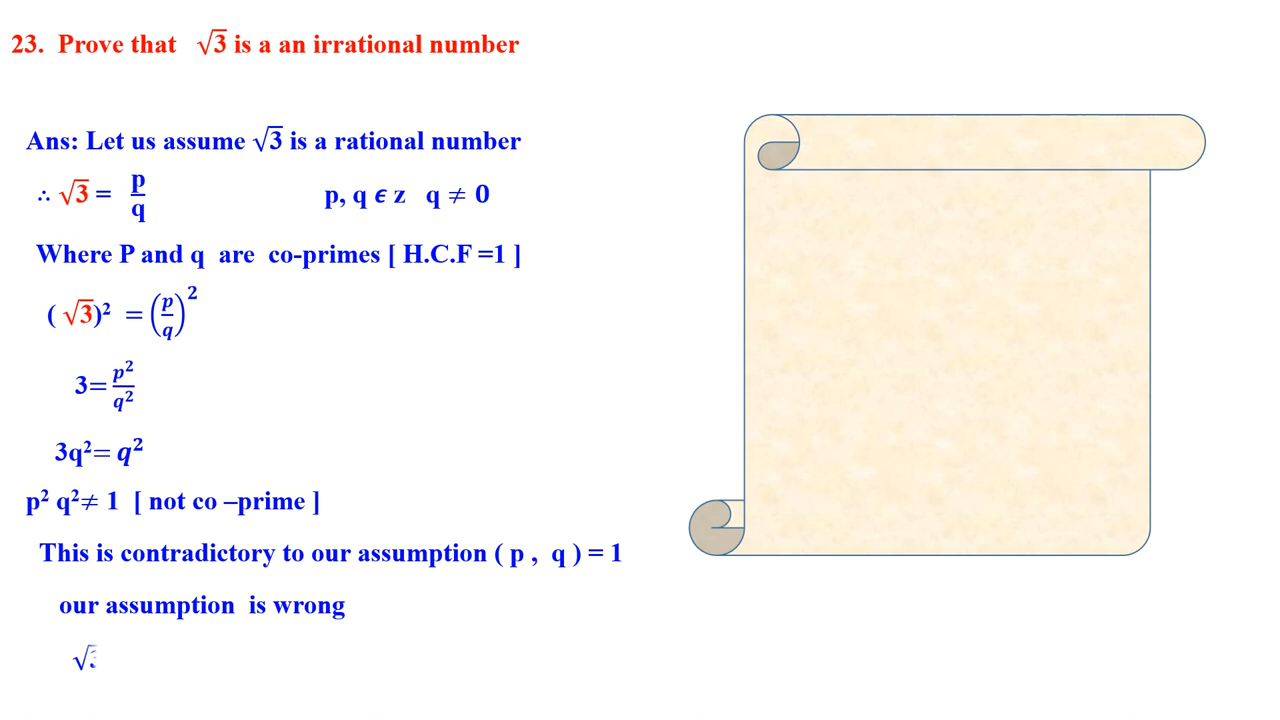 23. Prove that √3 is a an irrational number
Ans: Let us assume √3 is a rational number
∴ √3 = p/q p, q ϵ z q ≠ 0
Where P and q are co-primes [ H.C.F =1 ]
( √3)² = (p/q)²
3= p²/q²
3q²= q²
p² q²≠ 1 [ not co –prime ]
This is contradictory to our assumption ( p , q ) = 1
our assumption is wrong
√